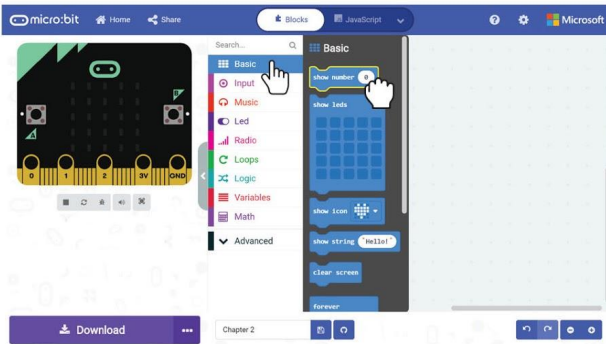 micro:bit
Home
Share
Blocks
JavaScript
Microsoft
Search...
Basic
Input
Music
Led
Radio
Loops
Logic
Variables
Math
Advanced
Basic
show number 0
show leds
show icon
show string "Hello!"
clear screen
forever
A
B
0 1 2 3V GND
Download
Chapter 2